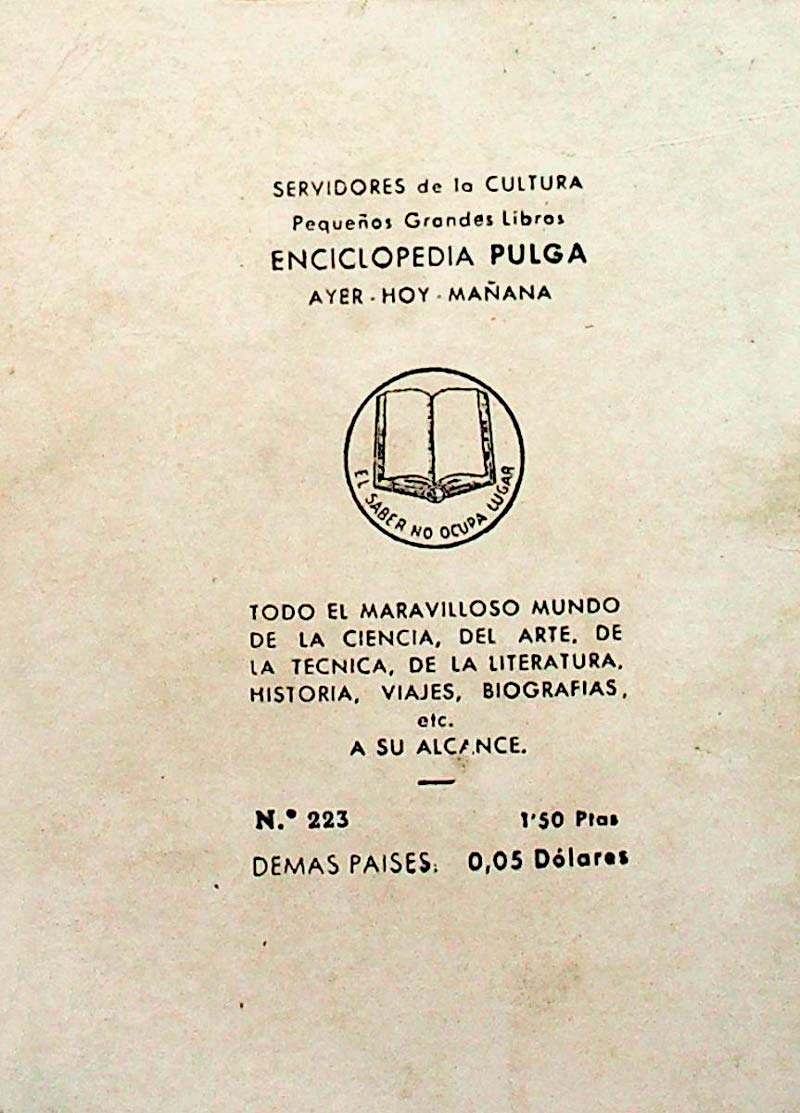 SERVIDORES de la CULTURA
Pequeños Grandes Libros
ENCICLOPEDIA PULGA
AYER - HOY - MAÑANA
EL SABER NO OCUPA LUGAR
TODO EL MARAVILLOSO MUNDO
DE LA CIENCIA, DEL ARTE, DE
LA TECNICA, DE LA LITERATURA,
HISTORIA, VIAJES, BIOGRAFIAS,
etc.
A SU ALCANCE.
N.º 223 1'50 Ptas
DEMAS PAISES: 0,05 Dólares